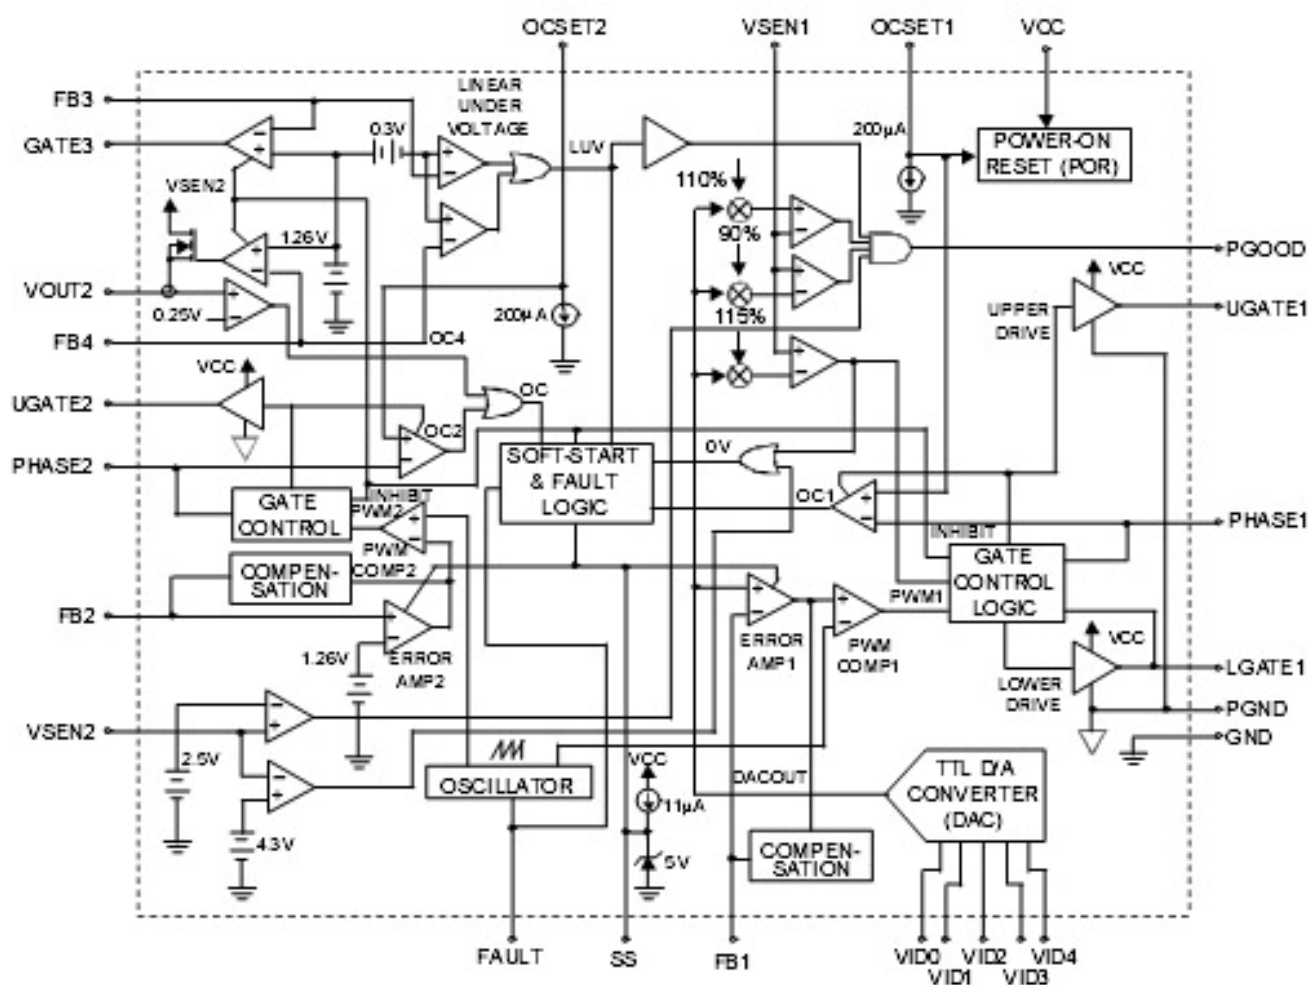 OCSET2
VSEN1
OCSET1
VCC
FB3
LINEAR
UNDER
VOLTAGE
0.3V
200µA
POWER-ON
RESET (POR)
GATE3
LUV
110%
VSEN2
90%
1.26V
PGOOD
VCC
VOUT2
0.25V
200µA
115%
UPPER
DRIVE
UGATE1
FB4
OC4
VCC
OC
UGATE2
OC2
0V
SOFT-START
& FAULT
LOGIC
PHASE2
INHIBIT
OC1
GATE
CONTROL
PWM2
PHASE1
INHIBIT
PWM
COMP2
GATE
CONTROL
LOGIC
COMPEN-
SATION
PWM1
FB2
ERROR
AMP1
PWM
COMP1
VCC
1.26V
ERROR
AMP2
LOWER
DRIVE
LGATE1
PGND
VSEN2
GND
2.5V
VCC
OSCILLATOR
DACOUT
TTL D/A
CONVERTER
(DAC)
11µA
4.3V
5V
COMPEN-
SATION
FAULT
SS
FB1
VID0
VID1
VID2
VID3
VID4